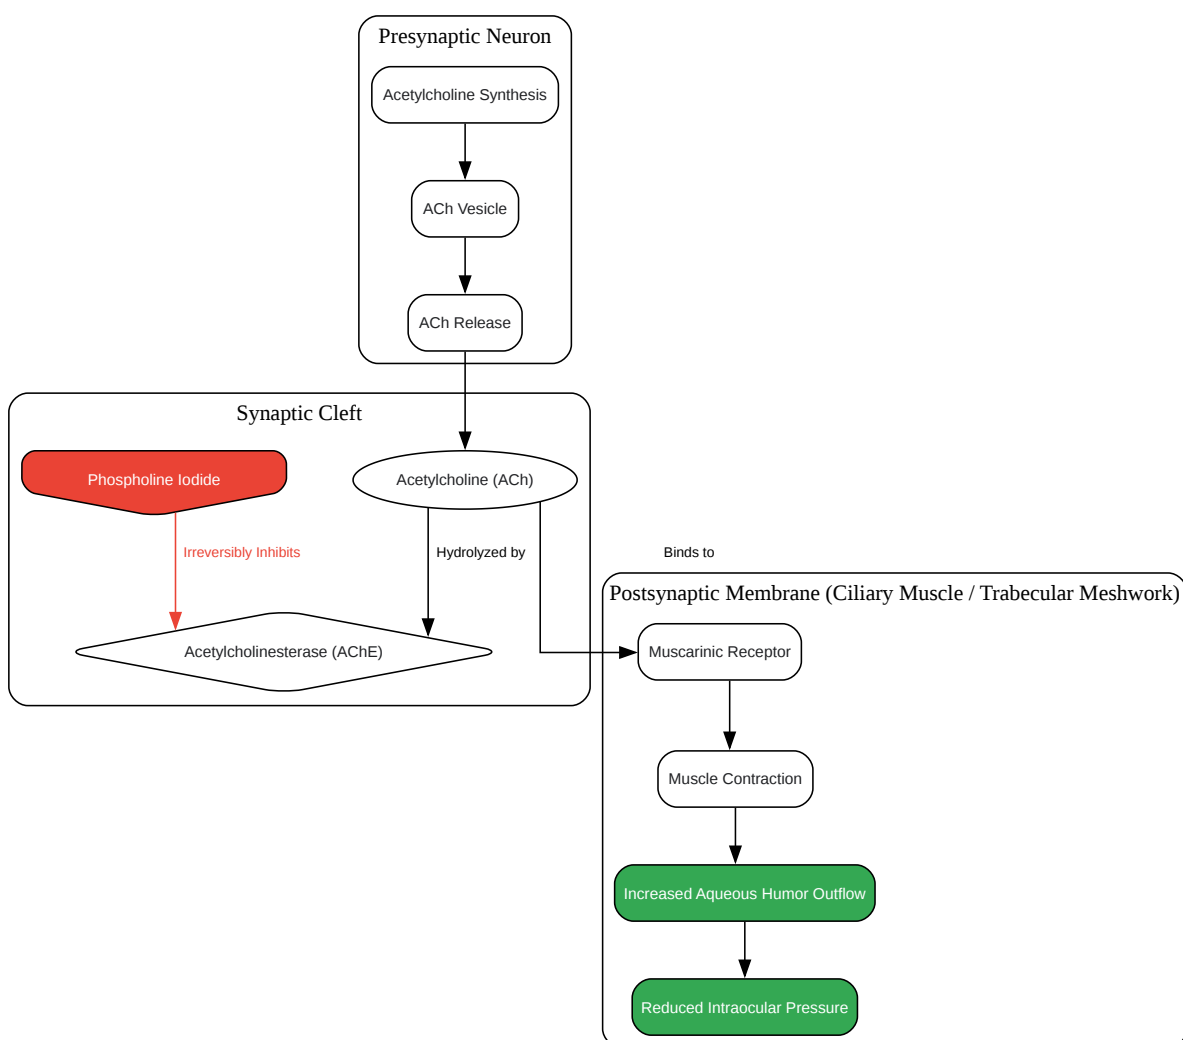 Presynaptic Neuron
Acetylcholine Synthesis
ACh Vesicle
ACh Release
Synaptic Cleft
Phospholine Iodide
Acetylcholine (ACh)
Irreversibly Inhibits
Hydrolyzed by
Binds to
Acetylcholinesterase (AChE)
Postsynaptic Membrane (Ciliary Muscle / Trabecular Meshwork)
Muscarinic Receptor
Muscle Contraction
Increased Aqueous Humor Outflow
Reduced Intraocular Pressure